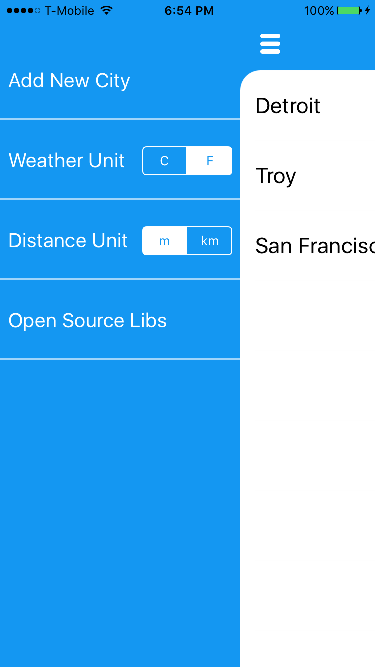 T-Mobile 6:54 PM 100%
Add New City
Weather Unit C F
Distance Unit m km
Open Source Libs
Detroit
Troy
San Francisc